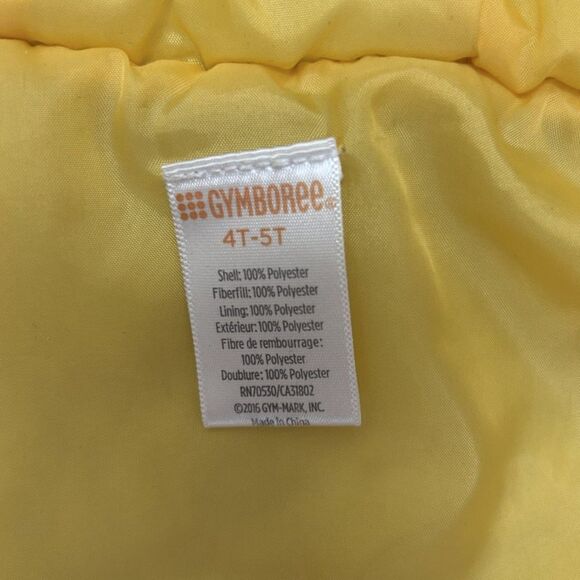 GYMBOREE®
4T-5T
Shell: 100% Polyester
Fiberfill: 100% Polyester
Lining: 100% Polyester
Extérieur: 100% Polyester
Fibre de rembourrage:
100% Polyester
Doublure: 100% Polyester
RN70530/CA31802
©2016 GYM-MARK, INC.
Made In China